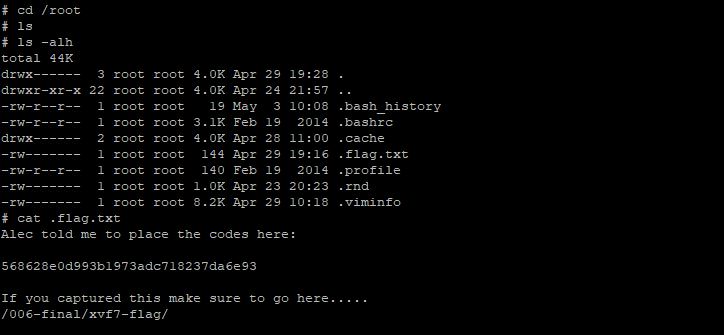 # cd /root
# ls
# ls -alh
total 44K
drwx------  3 root root 4.0K Apr 29 19:28 .
drwxr-xr-x 22 root root 4.0K Apr 24 21:57 ..
-rw-r--r--  1 root root   19 May  3 10:08 .bash_history
-rw-r--r--  1 root root 3.1K Feb 19  2014 .bashrc
drwx------  2 root root 4.0K Apr 28 11:00 .cache
-rw-------  1 root root  144 Apr 29 19:16 .flag.txt
-rw-r--r--  1 root root  140 Feb 19  2014 .profile
-rw-------  1 root root 1.0K Apr 23 20:23 .rnd
-rw-------  1 root root 8.2K Apr 29 10:18 .viminfo
# cat .flag.txt
Alec told me to place the codes here:
568628e0d993b1973adc718237da6e93
If you captured this make sure to go here.....
/006-final/xvf7-flag/